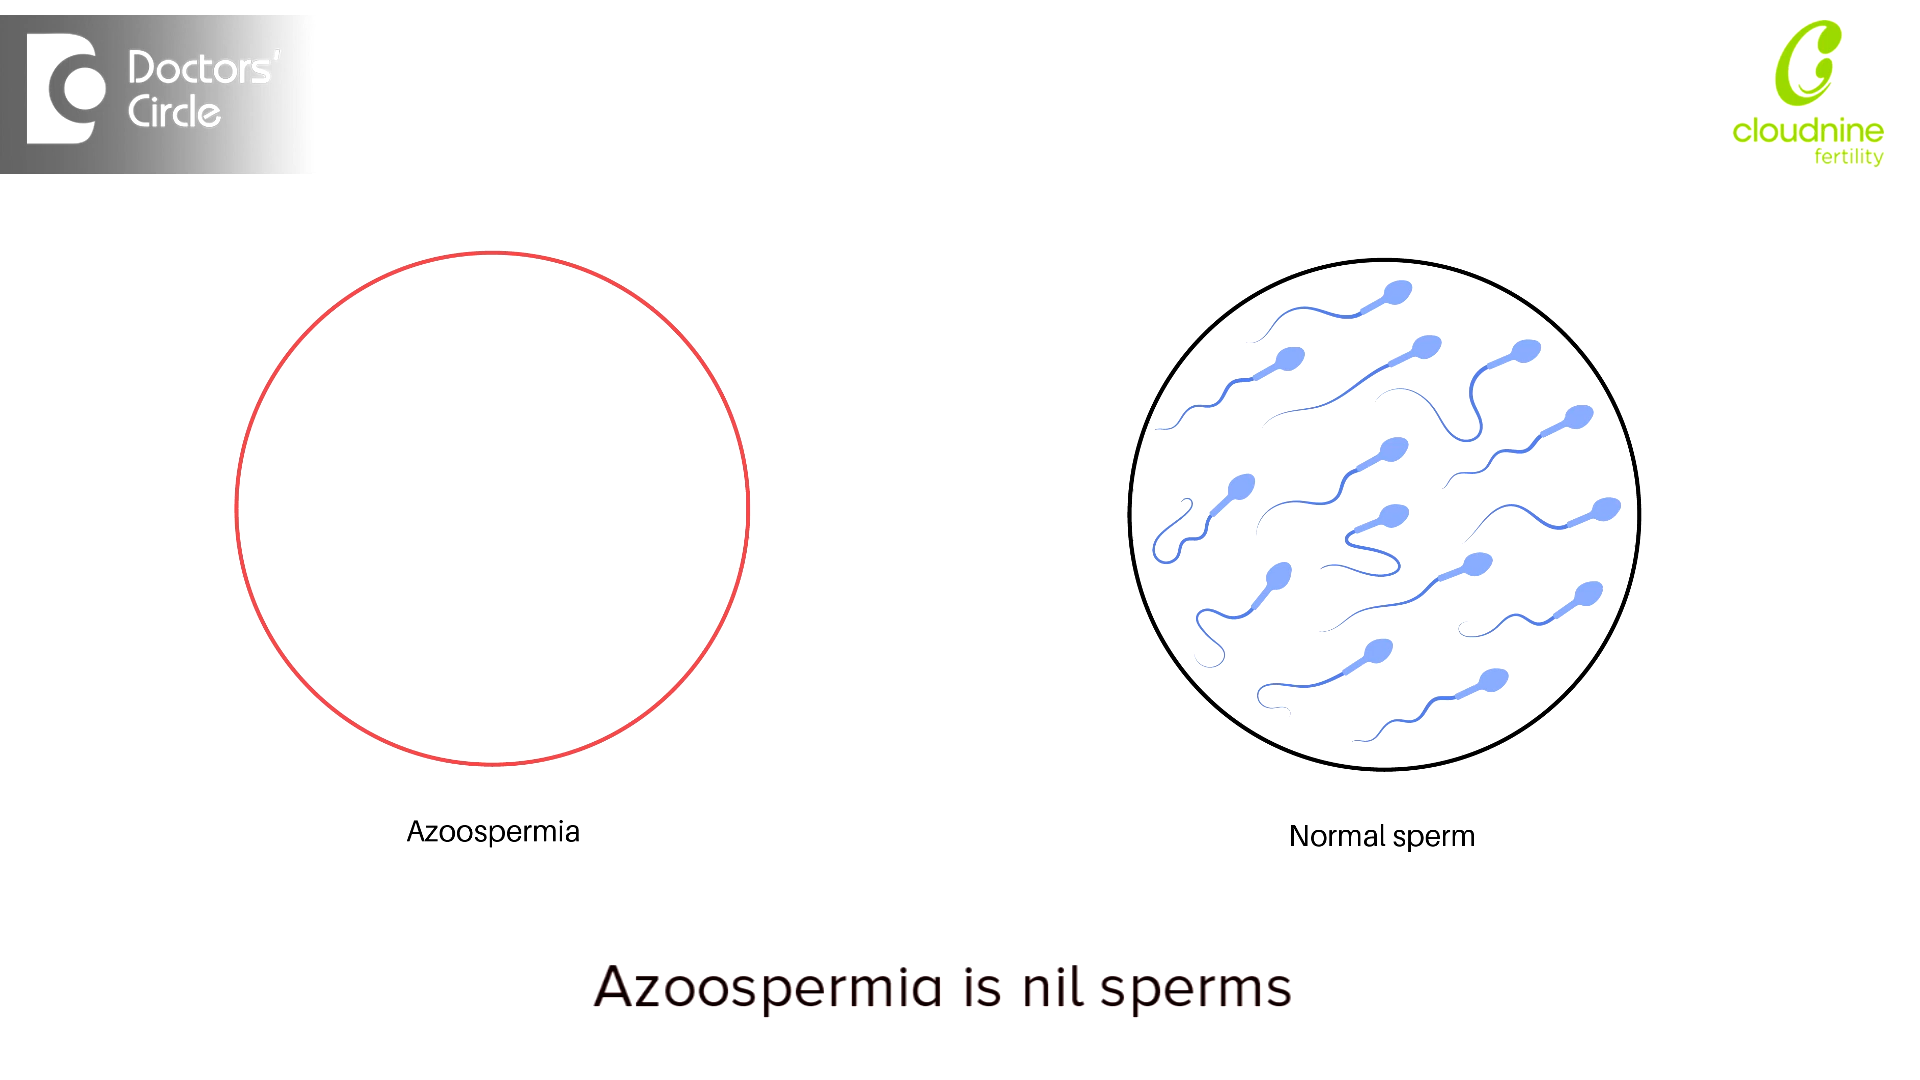 Doctors'
Circle
cloudnine
fertility
Azoospermia
Normal sperm
Azoospermia is nil sperms